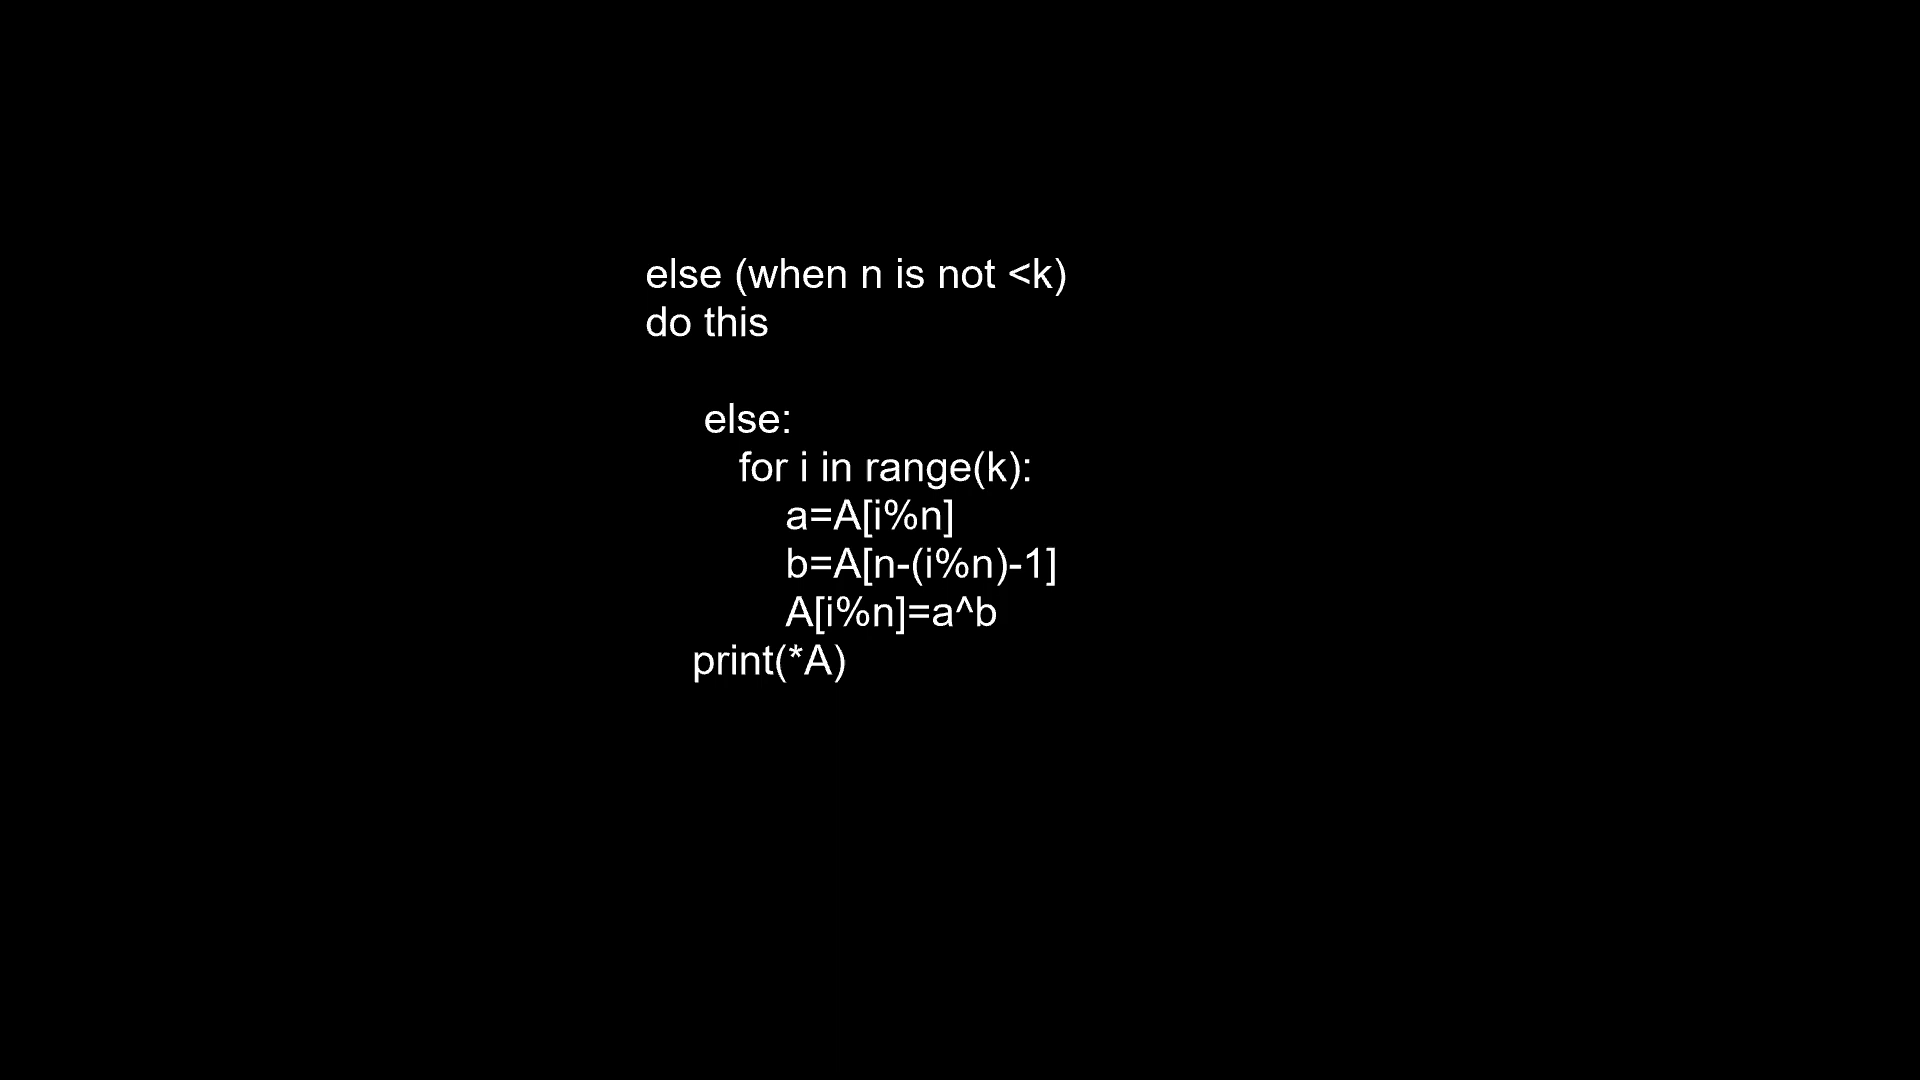 else (when n is not <k)
do this
else:
for i in range(k):
a=A[i%n]
b=A[n-(i%n)-1]
A[i%n]=a^b
print(*A)